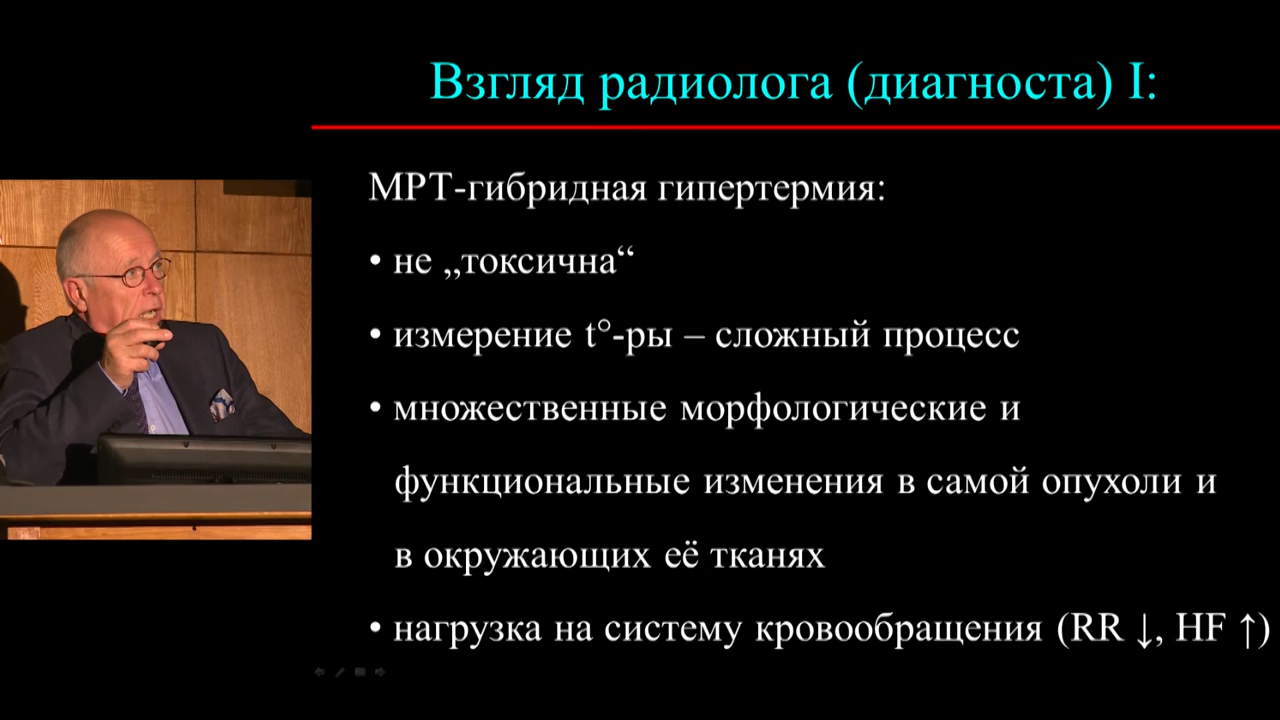 Взгляд радиолога (диагноста) I:
МРТ-гибридная гипертермия:
• не „токсична“
• измерение t°-ры – сложный процесс
• множественные морфологические и
функциональные изменения в самой опухоли и
в окружающих её тканях
• нагрузка на систему кровообращения (RR ↓, HF ↑)